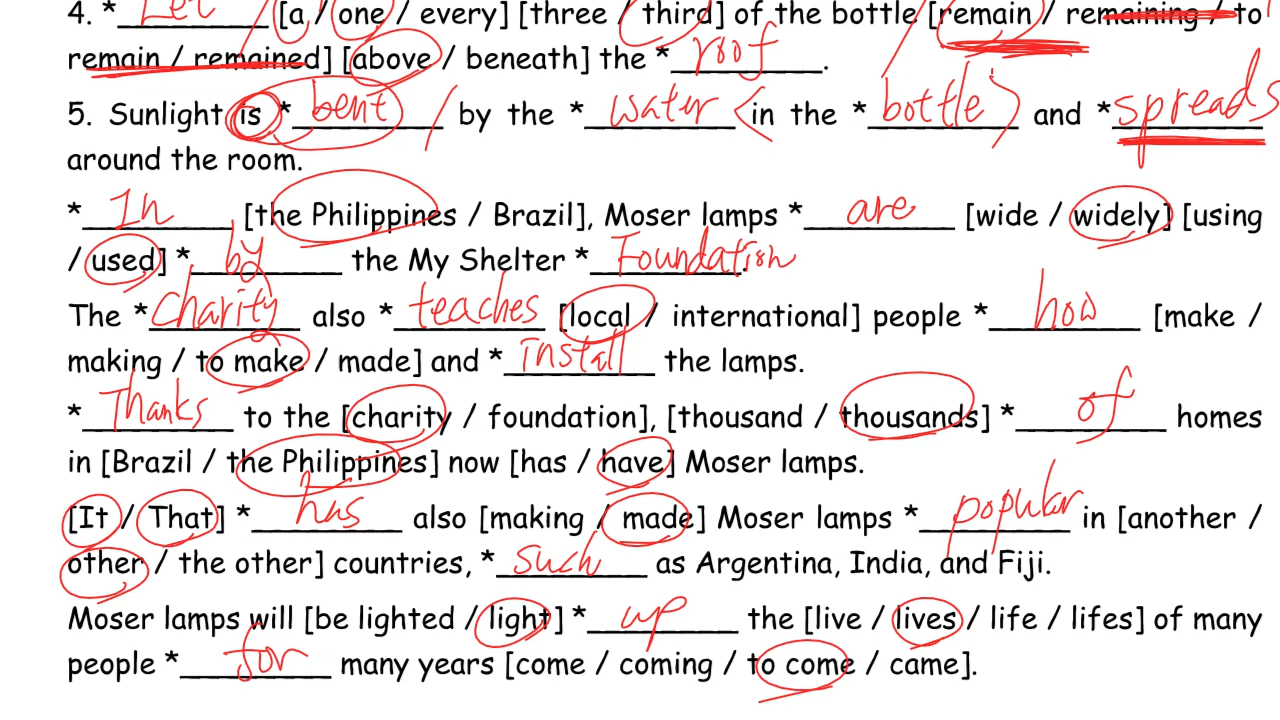 4. * Let [a / one / every] [three / third] of the bottle [remain / remaining / to
remain / remained] [above / beneath] the * roof.
5. Sunlight is * bent by the * water in the * bottle and * spreads
around the room.
* In [the Philippines / Brazil], Moser lamps * are [wide / widely] [using
/ used] * by the My Shelter * Foundation.
The * charity also * teaches [local / international] people * how [make /
making / to make / made] and * install the lamps.
* Thanks to the [charity / foundation], [thousand / thousands] * of homes
in [Brazil / the Philippines] now [has / have] Moser lamps.
[It / That] * has also [making / made] Moser lamps * popular in [another /
other / the other] countries, * such as Argentina, India, and Fiji.
Moser lamps will [be lighted / light] * up the [live / lives / life / lifes] of many
people * for many years [come / coming / to come / came].